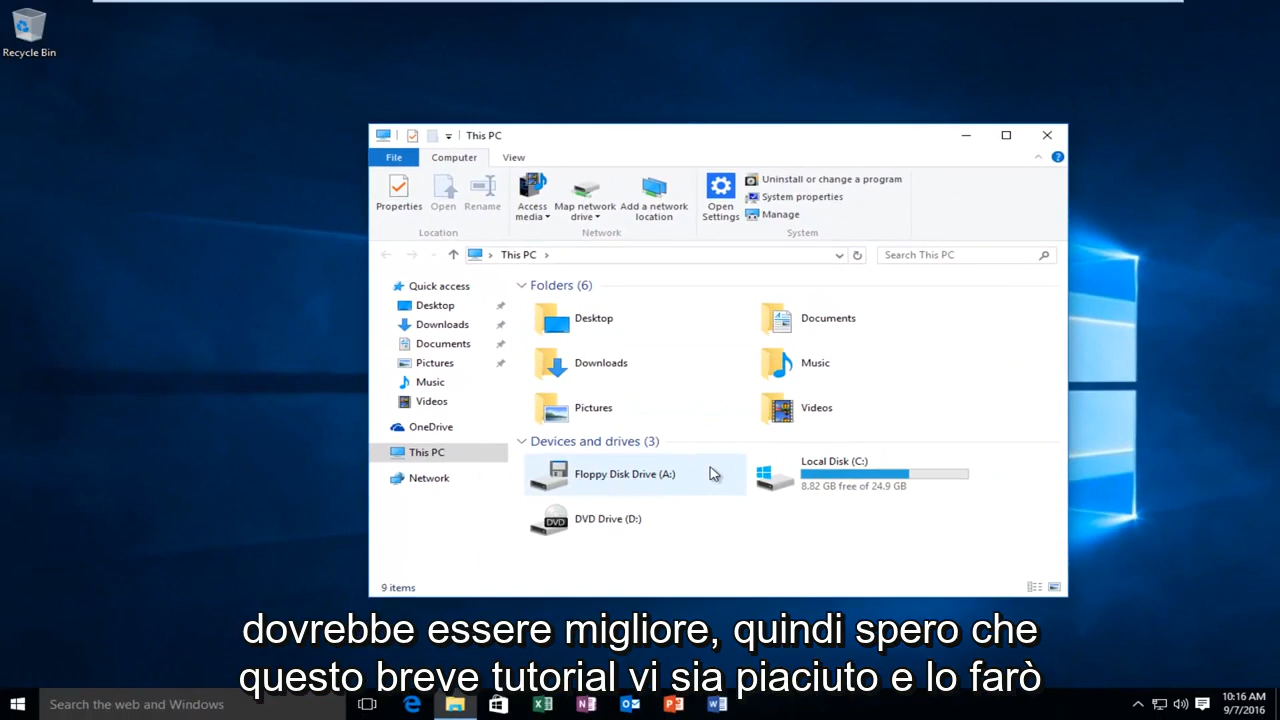 Recycle Bin
This PC
File
Computer
View
Properties
Open
Rename
Access media
Map network drive
Add a network location
Open Settings
Uninstall or change a program
System properties
Manage
Location
Network
System
This PC
Search This PC
Quick access
Desktop
Downloads
Documents
Pictures
Music
Videos
OneDrive
This PC
Network
Folders (6)
Desktop
Documents
Downloads
Music
Pictures
Videos
Devices and drives (3)
Floppy Disk Drive (A:)
Local Disk (C:)
8.82 GB free of 24.9 GB
DVD
DVD Drive (D:)
9 items
dovrebbe essere migliore, quindi spero che
questo breve tutorial vi sia piaciuto e lo farò
Search the web and Windows
10:16 AM
9/7/2016